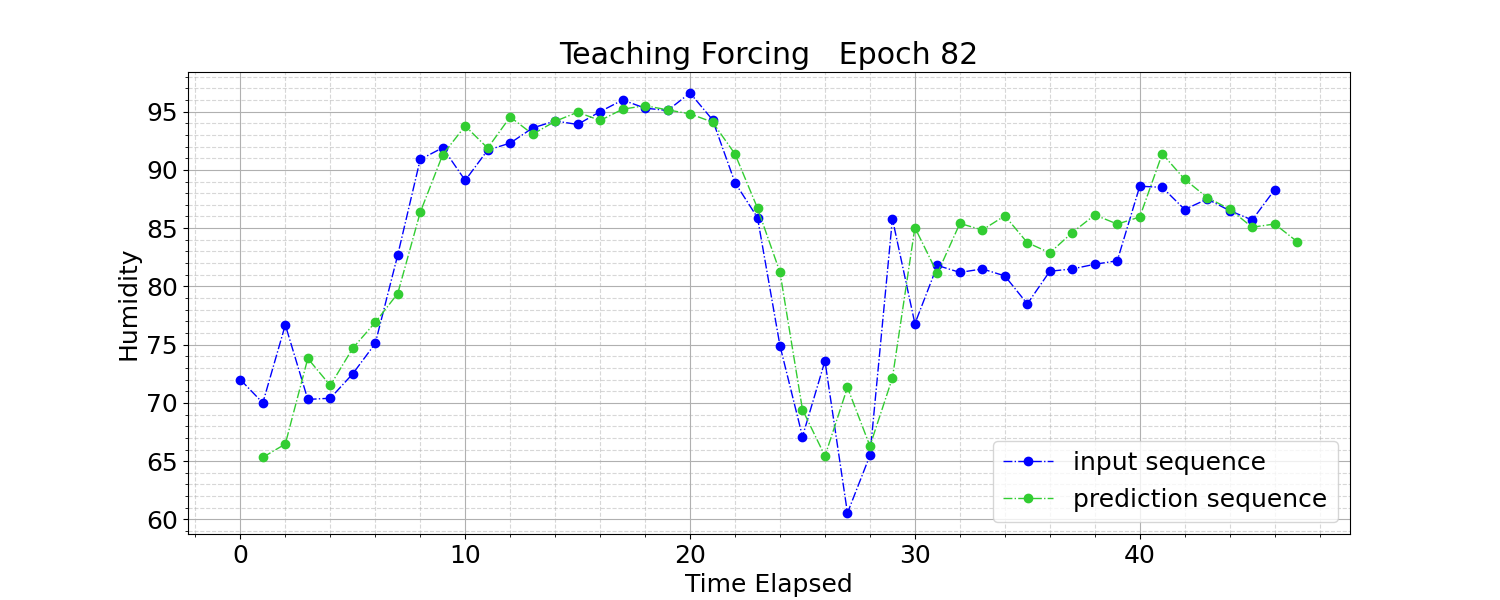 Teaching Forcing   Epoch 82
95
90
85
80
75
70
65
60
Humidity
0 10 20 30 40
Time Elapsed
input sequence
prediction sequence